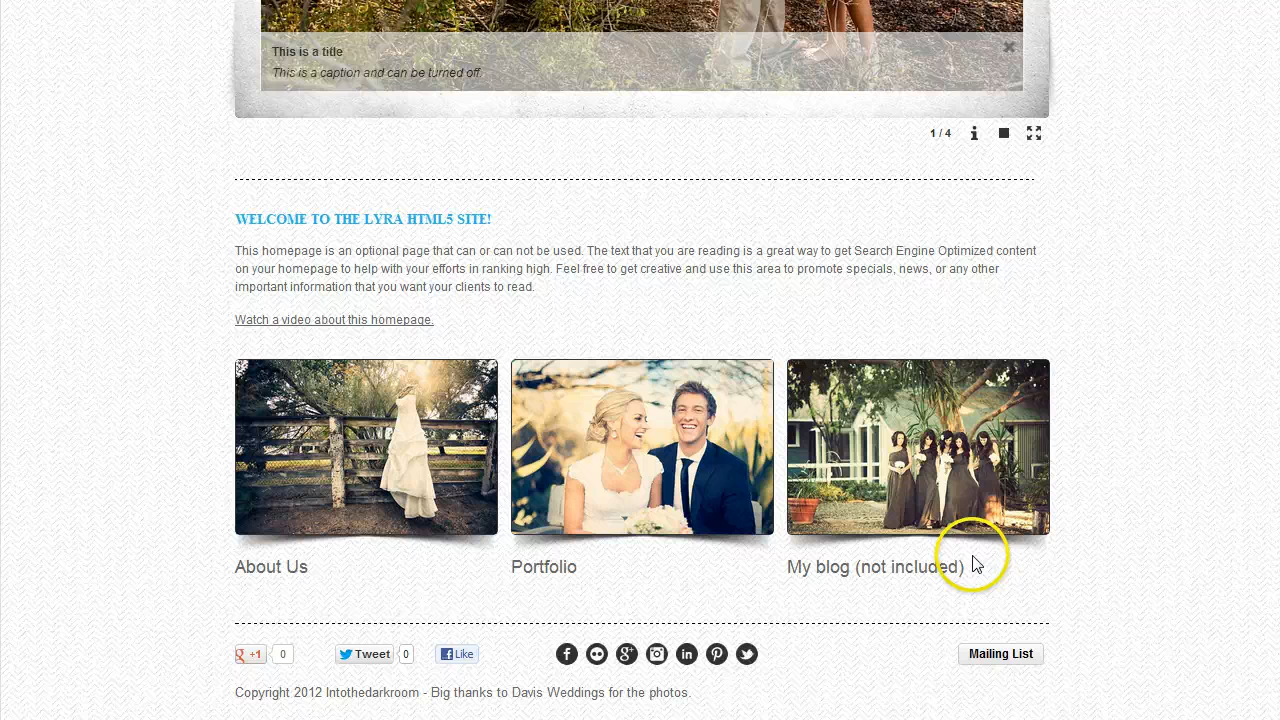 This is a title
This is a caption and can be turned off.
1 / 4
WELCOME TO THE LYRA HTML5 SITE!
This homepage is an optional page that can or can not be used. The text that you are reading is a great way to get Search Engine Optimized content
on your homepage to help with your efforts in ranking high. Feel free to get creative and use this area to promote specials, news, or any other
important information that you want your clients to read.
Watch a video about this homepage.
About Us
Portfolio
My blog (not included)
g +1
0
Tweet
0
Like
Mailing List
Copyright 2012 Intothedarkroom - Big thanks to Davis Weddings for the photos.